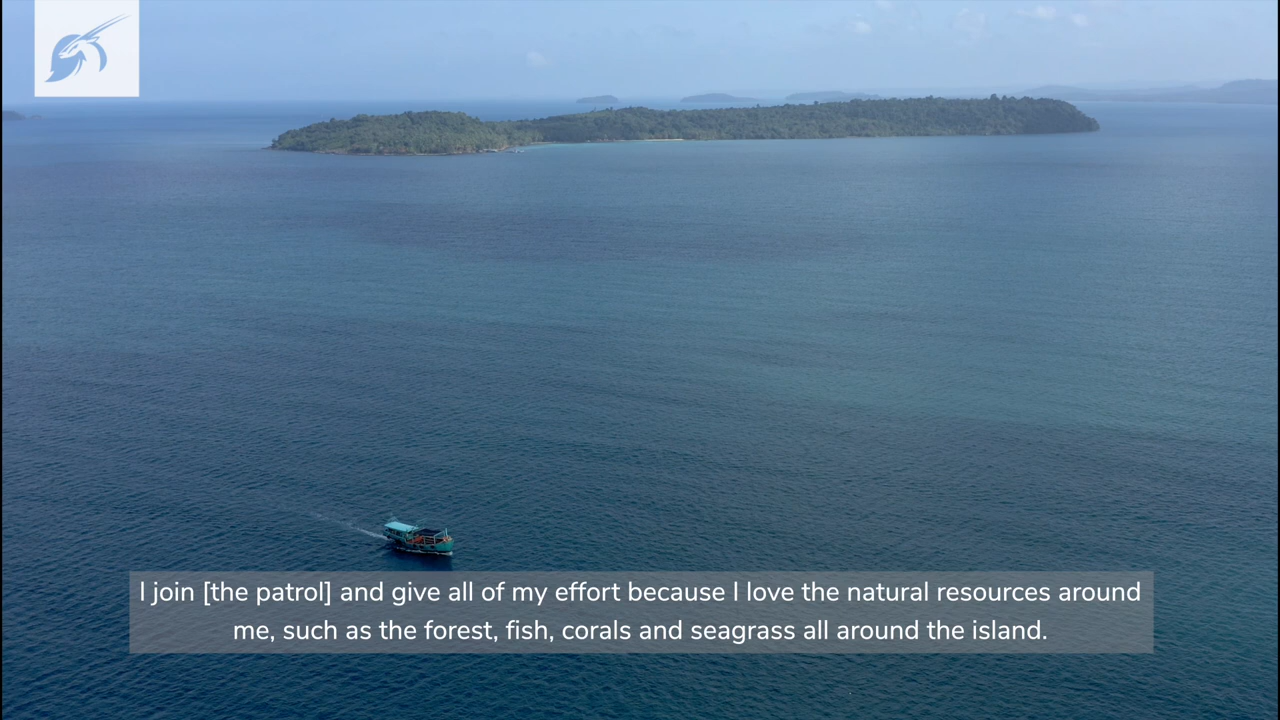 I join [the patrol] and give all of my effort because I love the natural resources around
me, such as the forest, fish, corals and seagrass all around the island.